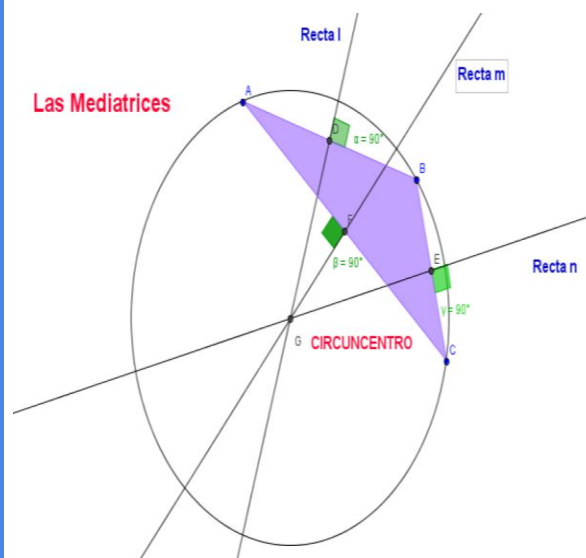 Recta l
Recta m
Las Mediatrices
A
D
α = 90°
B
F
β = 90°
E
Recta n
γ = 90°
G
CIRCUNCENTRO
C